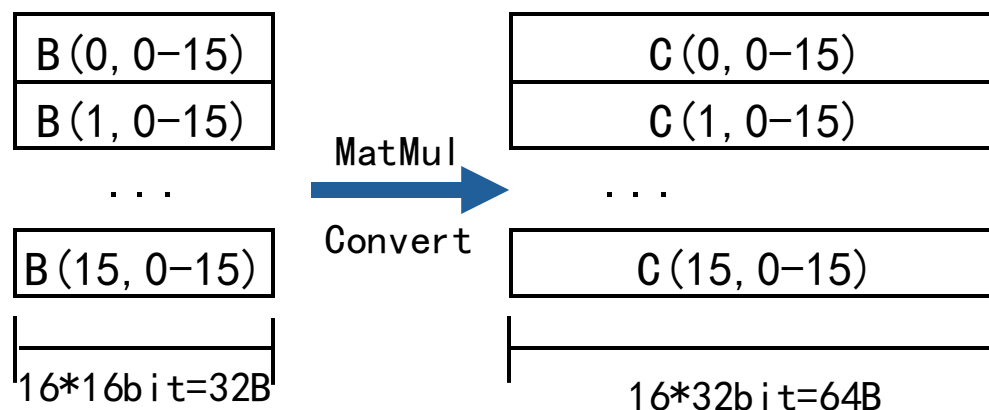 B(0,0-15)
C(0,0-15)
B(1,0-15)
C(1,0-15)
MatMul
...
...
Convert
B(15,0-15)
C(15,0-15)
16*16bit=32B
16*32bit=64B